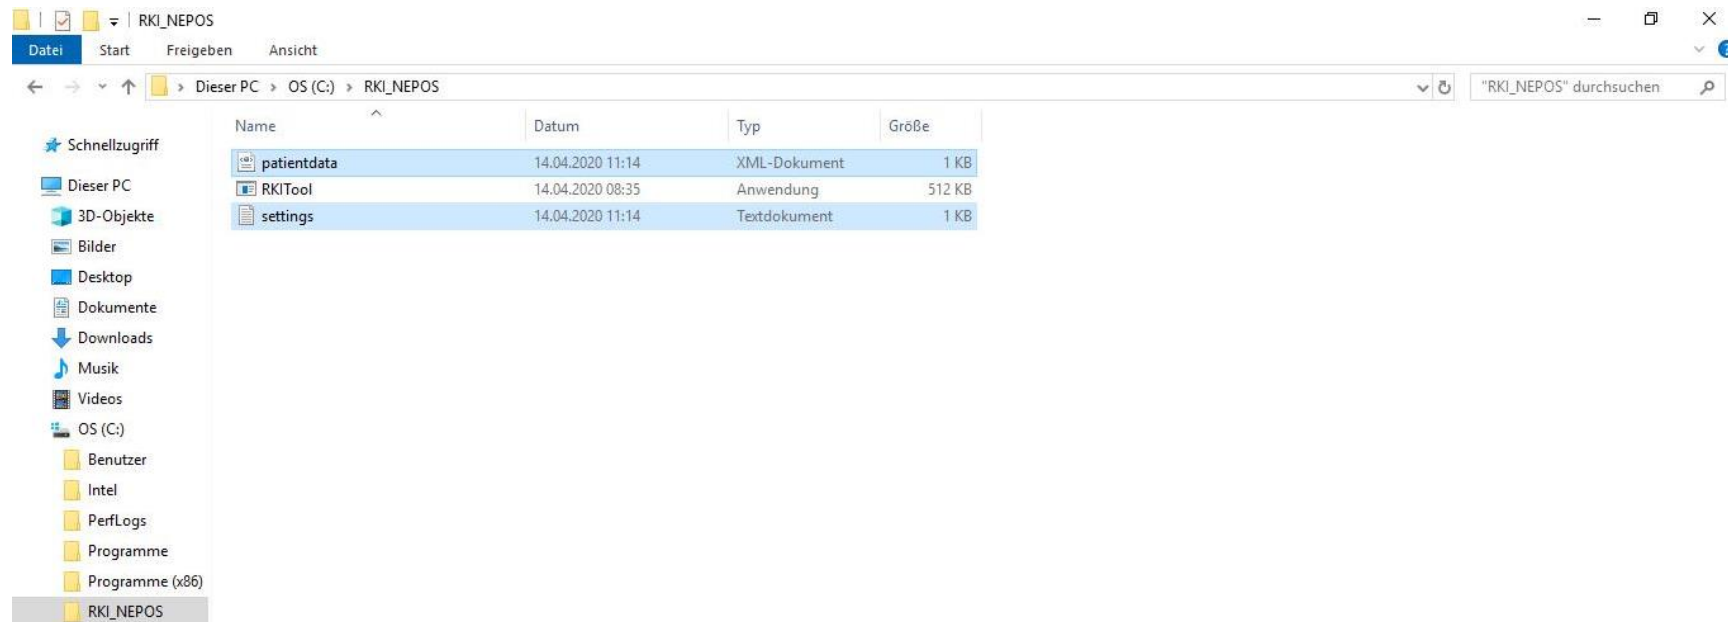 RKI_NEPOS
Datei Start Freigeben Ansicht
Dieser PC > OS (C:) > RKI_NEPOS "RKI_NEPOS" durchsuchen
Name Datum Typ Größe
Schnellzugriff
patientdata 14.04.2020 11:14 XML-Dokument 1 KB
Dieser PC
RKITool 14.04.2020 08:35 Anwendung 512 KB
3D-Objekte
settings 14.04.2020 11:14 Textdokument 1 KB
Bilder
Desktop
Dokumente
Downloads
Musik
Videos
OS (C:)
Benutzer
Intel
PerfLogs
Programme
Programme (x86)
RKI_NEPOS